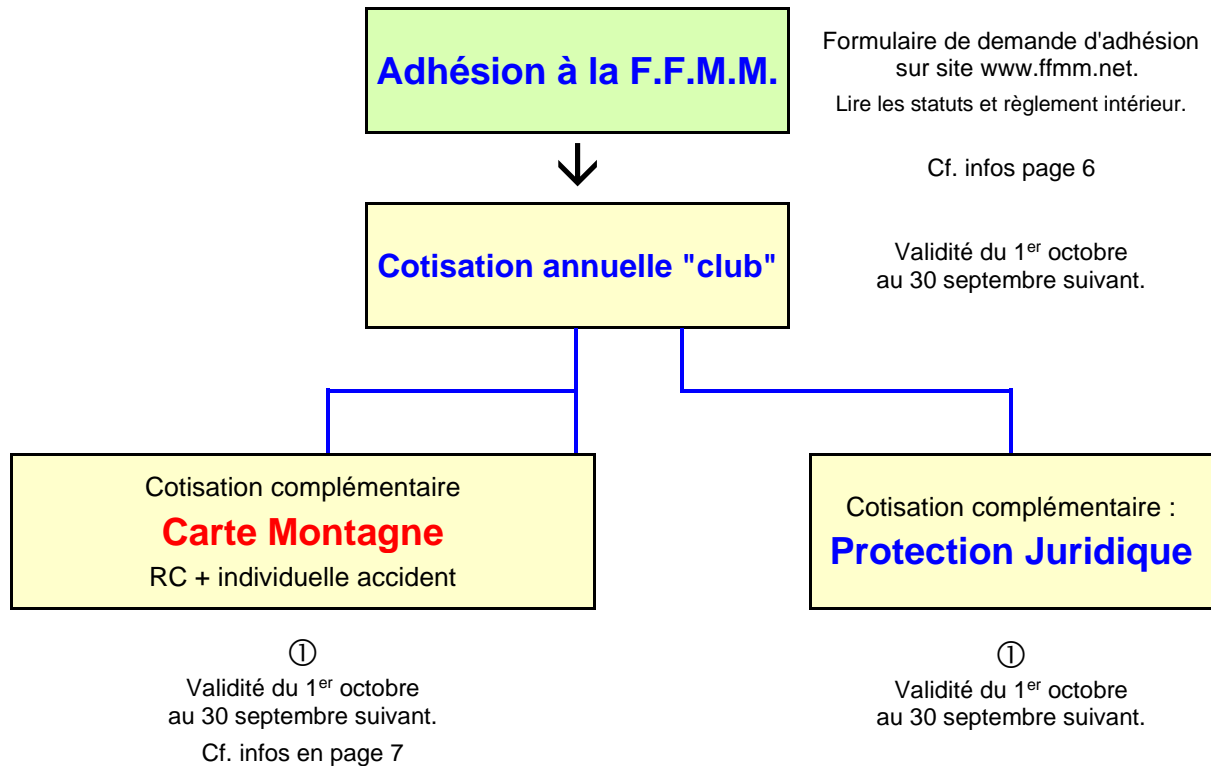 Adhésion à la F.F.M.M.
Formulaire de demande d'adhésion
sur site www.ffmm.net.
Lire les statuts et règlement intérieur.
Cf. infos page 6
Cotisation annuelle "club"
Validité du 1er octobre
au 30 septembre suivant.
Cotisation complémentaire
Carte Montagne
RC + individuelle accident
Cotisation complémentaire :
Protection Juridique
①
Validité du 1er octobre
au 30 septembre suivant.
Cf. infos en page 7
①
Validité du 1er octobre
au 30 septembre suivant.